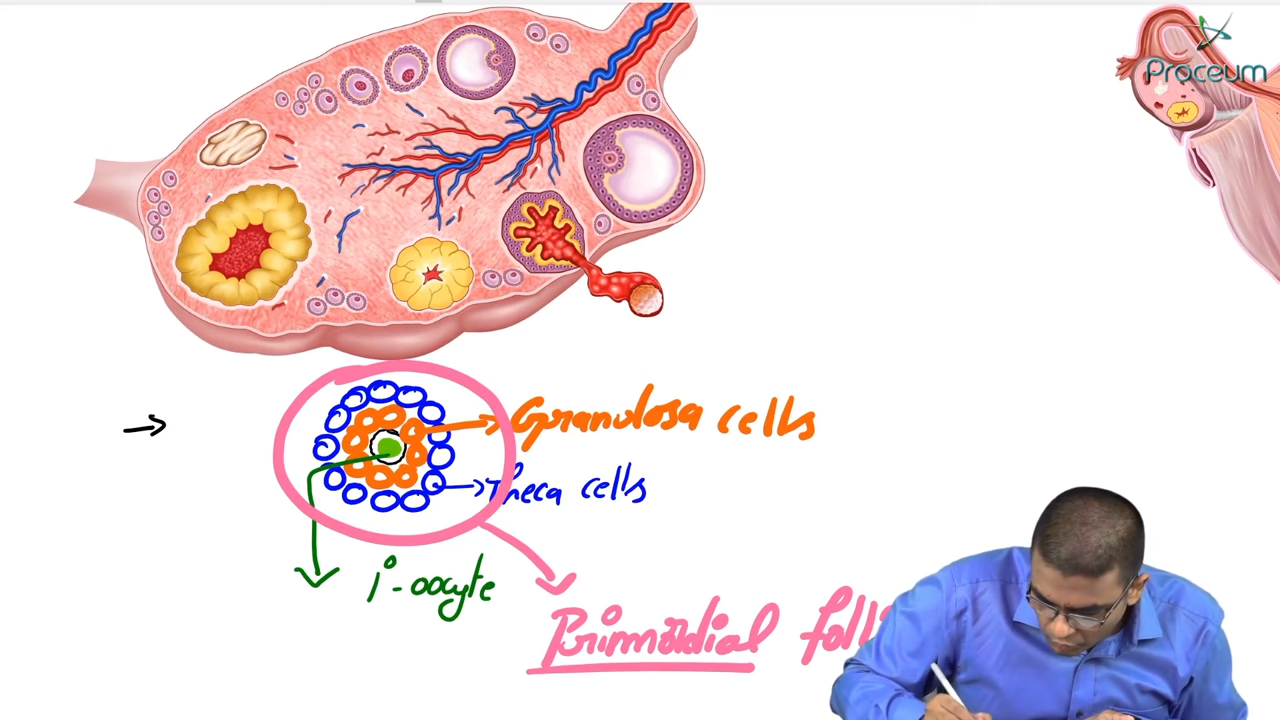 Proceum
Granulosa cells
Theca cells
1°-oocyte
Primordial